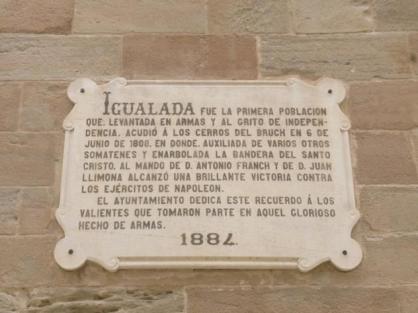 IGUALADA FUE LA PRIMERA POBLACION
QUE, LEVANTADA EN ARMAS Y AL GRITO DE INDEPEN-
DENCIA, ACUDIÓ Á LOS CERROS DEL BRUCH EN 6 DE
JUNIO DE 1808, EN DONDE, AUXILIADA DE VARIOS OTROS
SOMATENES Y ENARBOLADA LA BANDERA DEL SANTO
CRISTO, AL MANDO DE D. ANTONIO FRANCH Y DE D. JUAN
LLIMONA ALCANZÓ UNA BRILLANTE VICTORIA CONTRA
LOS EJÉRCITOS DE NAPOLEON.
EL AYUNTAMIENTO DEDICA ESTE RECUERDO Á LOS
VALIENTES QUE TOMARON PARTE EN AQUEL GLORIOSO
HECHO DE ARMAS.
1884.